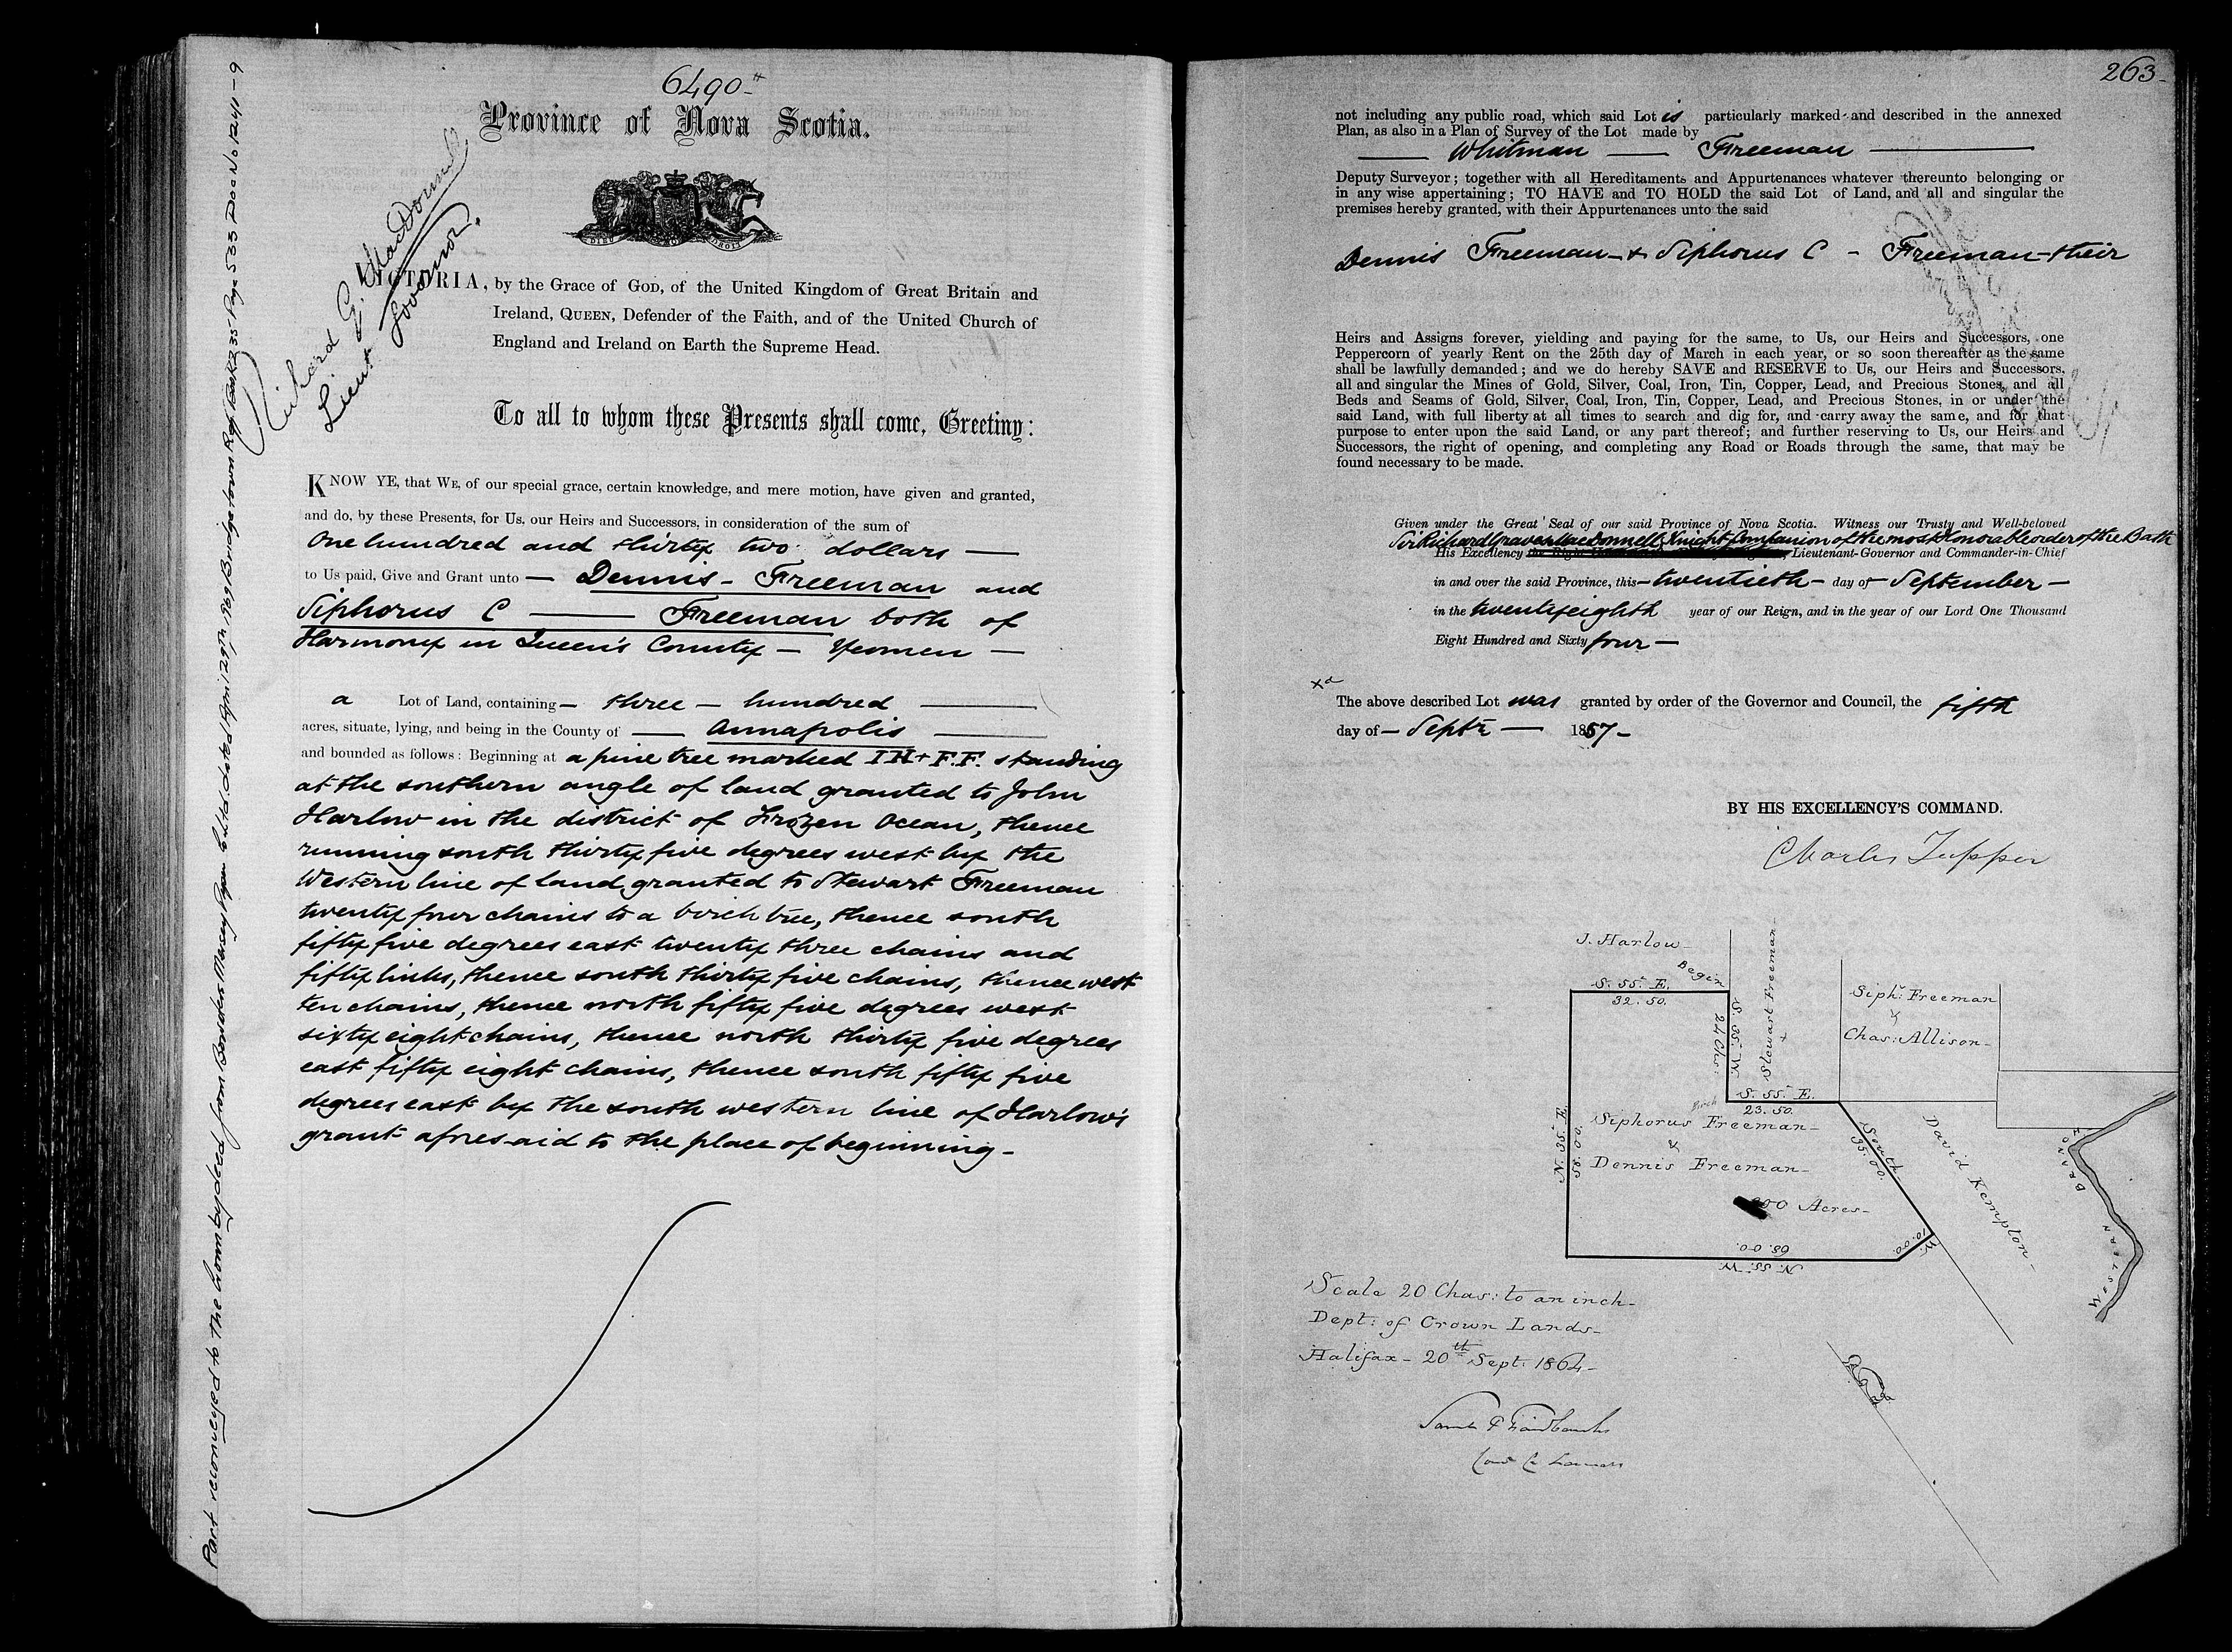 6490
Province of Nova Scotia.
Richard G. MacDonnell
Lieut. Governor.
VICTORIA, by the Grace of GOD, of the United Kingdom of Great Britain and
Ireland, QUEEN, Defender of the Faith, and of the United Church of
England and Ireland on Earth the Supreme Head.
To all to whom these Presents shall come, Greeting:
KNOW YE, that WE, of our special grace, certain knowledge, and mere motion, have given and granted,
and do, by these Presents, for Us, our Heirs and Successors, in consideration of the sum of
One hundred and thirty two dollars —
to Us paid, Give and Grant unto — Dennis - Freeman and
Siphorus C — Freeman both of
Harmony in Queen's County — Yeomen —
a Lot of Land, containing — three — hundred —
acres, situate, lying, and being in the County of — Annapolis —
and bounded as follows: Beginning at a pine tree marked I H + F.F. standing
at the southern angle of land granted to John
Harlow in the district of Frozen Ocean, thence
running south thirty five degrees west by the
Western line of land granted to Stewart Freeman
twenty four chains to a birch tree, thence south
fifty five degrees east twenty three chains and
fifty links, thence south thirty five chains, thence west
ten chains, thence north fifty five degrees west
sixty eight chains, thence north thirty five degrees
east fifty eight chains, thence south fifty five
degrees east by the south western line of Harlow's
grant aforesaid to the place of beginning -
Part reconveyed to the Crown by deed from Bowaters Mersey Paper Co. Ltd. dated April 29th, 1969 Bridgetown Reg. Book 235 Page 533 Doc No 12411-9
263-
not including any public road, which said Lot is particularly marked and described in the annexed
Plan, as also in a Plan of Survey of the Lot made by
— Whitman — Freeman —
Deputy Surveyor; together with all Hereditaments and Appurtenances whatever thereunto belonging or
in any wise appertaining; TO HAVE and TO HOLD the said Lot of Land, and all and singular the
premises hereby granted, with their Appurtenances unto the said
Dennis Freeman - & Siphorus C - Freeman - their
Heirs and Assigns forever, yielding and paying for the same, to Us, our Heirs and Successors, one
Peppercorn of yearly Rent on the 25th day of March in each year, or so soon thereafter as the same
shall be lawfully demanded; and we do hereby SAVE and RESERVE to Us, our Heirs and Successors,
all and singular the Mines of Gold, Silver, Coal, Iron, Tin, Copper, Lead, and Precious Stones, and all
Beds and Seams of Gold, Silver, Coal, Iron, Tin, Copper, Lead, and Precious Stones, in or under the
said Land, with full liberty at all times to search and dig for, and carry away the same, and for that
purpose to enter upon the said Land, or any part thereof; and further reserving to Us, our Heirs and
Successors, the right of opening, and completing any Road or Roads through the same, that may be
found necessary to be made.
Given under the Great Seal of our said Province of Nova Scotia. Witness our Trusty and Well-beloved
Sir Richard Graves MacDonnell Knight Companion of the most Honorable order of the Bath
His Excellency Lieutenant-Governor and Commander-in-Chief
in and over the said Province, this — twentieth — day of — September —
in the twenty eighth year of our Reign, and in the year of our Lord One Thousand
Eight Hundred and Sixty four —
The above described Lot was granted by order of the Governor and Council, the fifth
day of — Septr — 1857 -
BY HIS EXCELLENCY'S COMMAND.
Charles Tupper
J. Harlow
Begin
S. 55° E.
32.50.
S. 35° W.
24 Chs:
Stewart Freeman
Siphs: Freeman
&
Chas: Allison
S. 55° E.
23.50.
Birch
Siphorus Freeman
&
Dennis Freeman
300 Acres
N. 35° E.
58.00.
South
35.00.
David Kempton
W.
10.00.
68.00.
N. 55° W.
WESTERN BRANCH
Scale 20 Chas: to an inch
Dept: of Crown Lands
Halifax - 20th Sept. 1864
Saml P Fairbanks